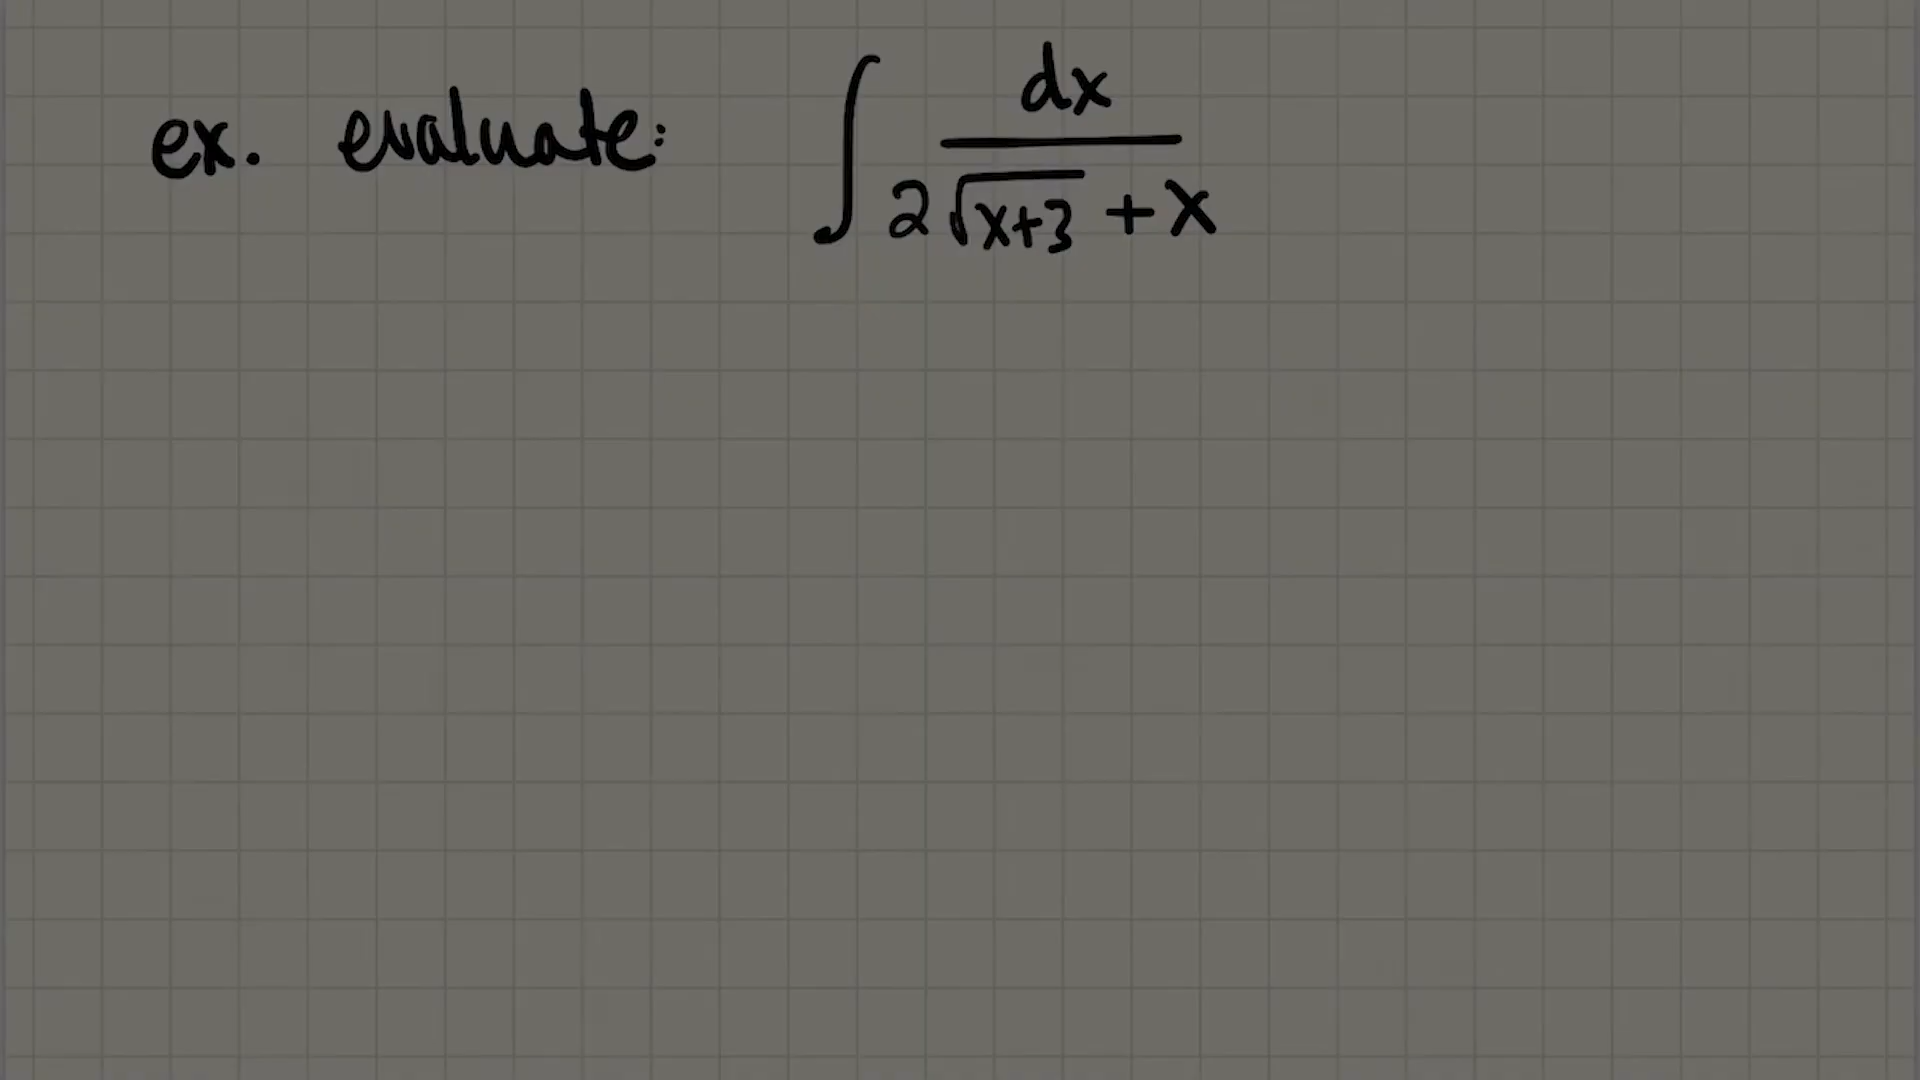 ex. evaluate: ∫ dx / (2√(x+3) + x)